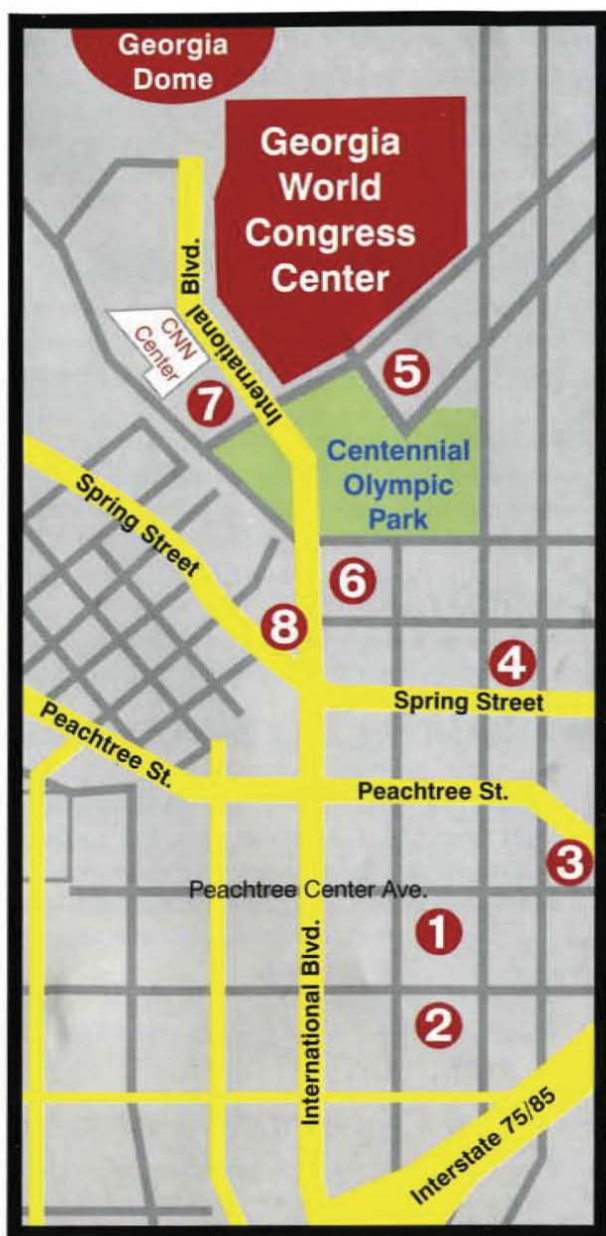 Georgia
Dome
Georgia
World
Congress
Center
International Blvd.
CNN
Center
5
7
Centennial
Olympic
Park
Spring Street
6
8
4
Spring Street
Peachtree St.
Peachtree St.
3
Peachtree Center Ave.
1
International Blvd.
2
Interstate 75/85